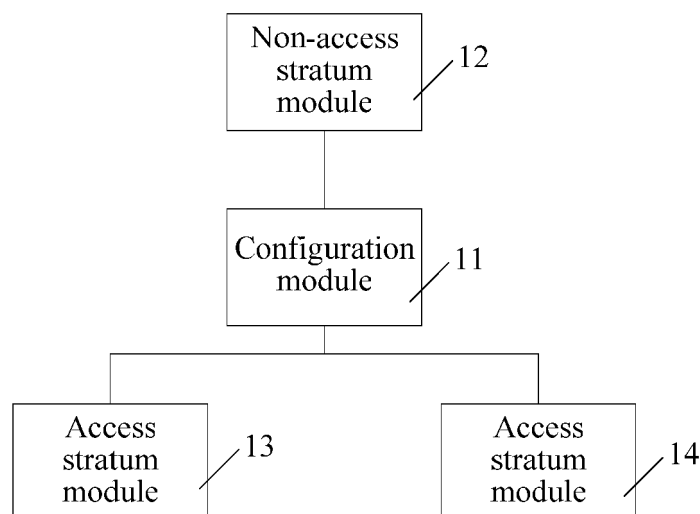 Non-access
stratum
module
12
Configuration
module
11
Access
stratum
module
13
Access
stratum
module
14